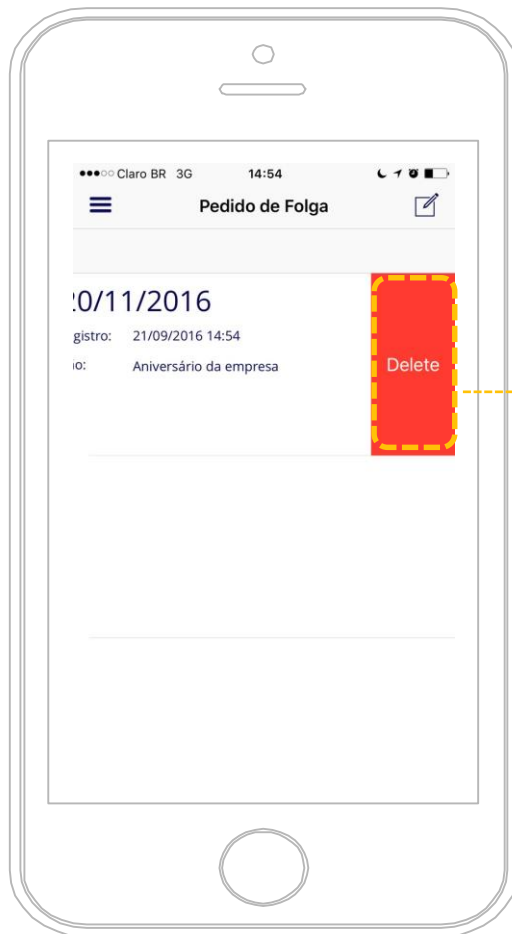 Claro BR 3G 14:54
Pedido de Folga
20/11/2016
gistro: 21/09/2016 14:54
io: Aniversário da empresa
Delete